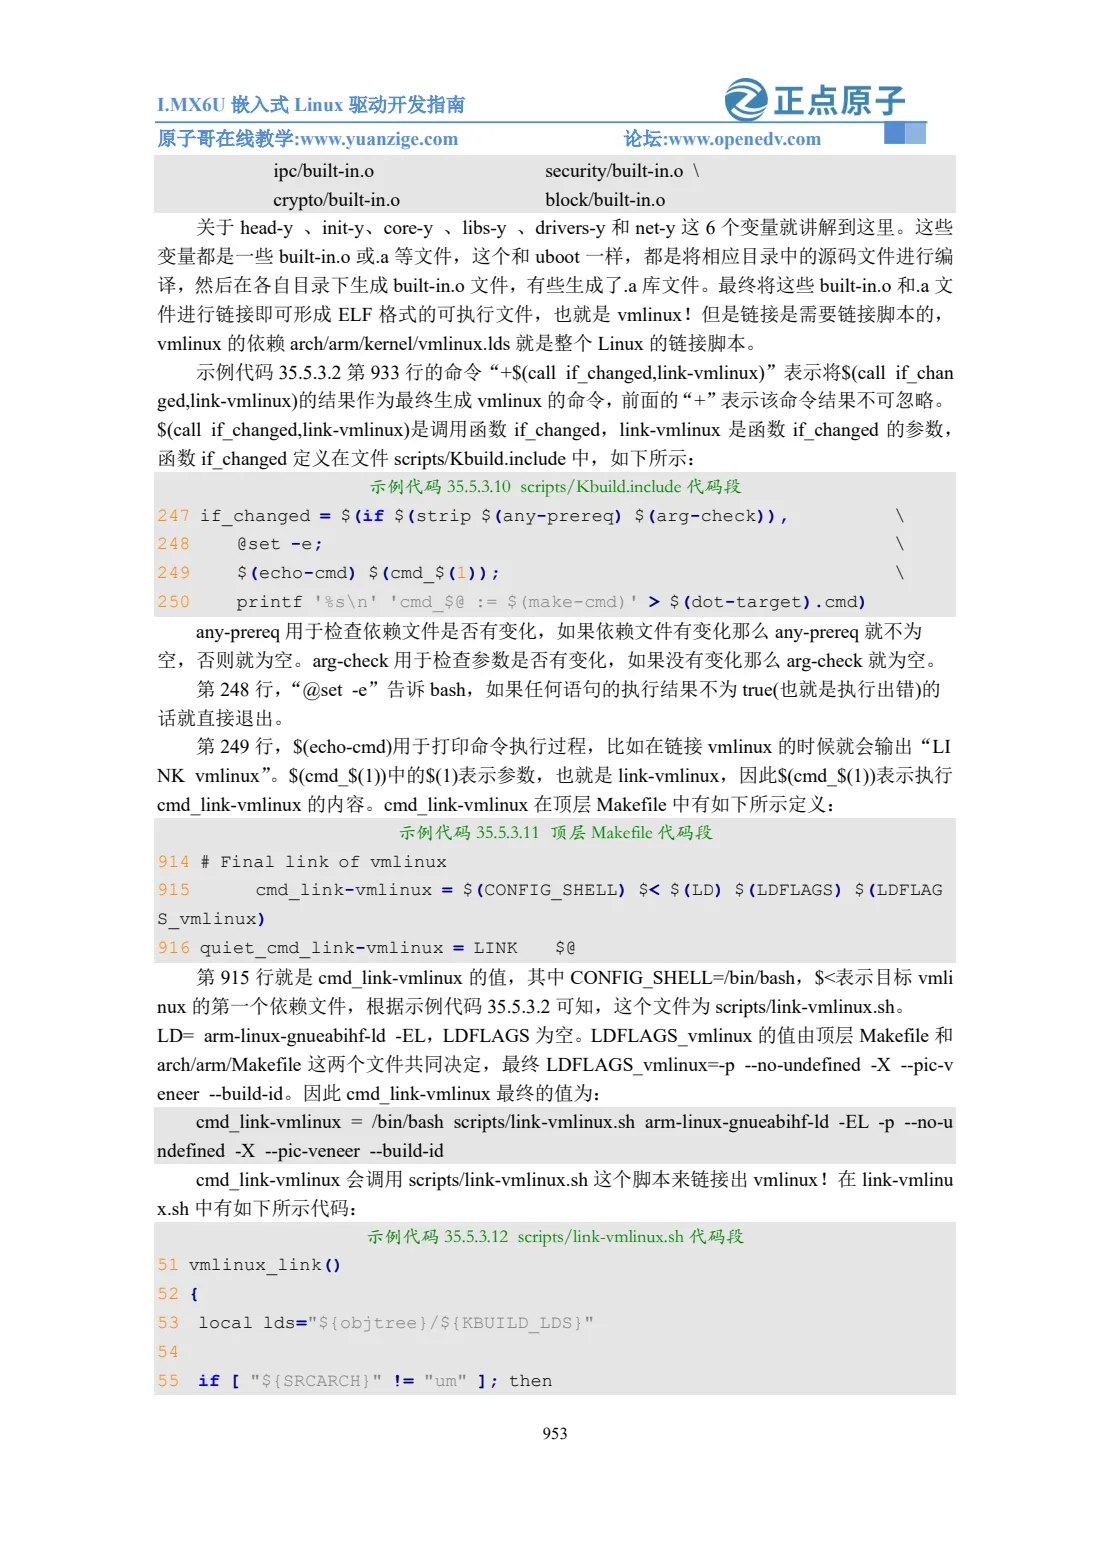 I.MX6U 嵌入式 Linux 驱动开发指南
正点原子
原子哥在线教学:www.yuanzige.com 论坛:www.openedv.com
ipc/built-in.o security/built-in.o \
crypto/built-in.o block/built-in.o
关于 head-y 、init-y、core-y 、libs-y 、drivers-y 和 net-y 这 6 个变量就讲解到这里。这些
变量都是一些 built-in.o 或.a 等文件，这个和 uboot 一样，都是将相应目录中的源码文件进行编
译，然后在各自目录下生成 built-in.o 文件，有些生成了.a 库文件。最终将这些 built-in.o 和.a 文
件进行链接即可形成 ELF 格式的可执行文件，也就是 vmlinux！但是链接是需要链接脚本的，
vmlinux 的依赖 arch/arm/kernel/vmlinux.lds 就是整个 Linux 的链接脚本。
示例代码 35.5.3.2 第 933 行的命令“+$(call if_changed,link-vmlinux)”表示将$(call if_chan
ged,link-vmlinux)的结果作为最终生成 vmlinux 的命令，前面的“+”表示该命令结果不可忽略。
$(call if_changed,link-vmlinux)是调用函数 if_changed，link-vmlinux 是函数 if_changed 的参数，
函数 if_changed 定义在文件 scripts/Kbuild.include 中，如下所示：
示例代码 35.5.3.10 scripts/Kbuild.include 代码段
247 if_changed = $(if $(strip $(any-prereq) $(arg-check)), \
248 @set -e; \
249 $(echo-cmd) $(cmd_$(1)); \
250 printf '%s\n' 'cmd_$@ := $(make-cmd)' > $(dot-target).cmd)
any-prereq 用于检查依赖文件是否有变化，如果依赖文件有变化那么 any-prereq 就不为
空，否则就为空。arg-check 用于检查参数是否有变化，如果没有变化那么 arg-check 就为空。
第 248 行，“@set -e”告诉 bash，如果任何语句的执行结果不为 true(也就是执行出错)的
话就直接退出。
第 249 行，$(echo-cmd)用于打印命令执行过程，比如在链接 vmlinux 的时候就会输出“LI
NK vmlinux”。$(cmd_$(1))中的$(1)表示参数，也就是 link-vmlinux，因此$(cmd_$(1))表示执行
cmd_link-vmlinux 的内容。cmd_link-vmlinux 在顶层 Makefile 中有如下所示定义：
示例代码 35.5.3.11 顶层 Makefile 代码段
914 # Final link of vmlinux
915 cmd_link-vmlinux = $(CONFIG_SHELL) $< $(LD) $(LDFLAGS) $(LDFLAG
S_vmlinux)
916 quiet_cmd_link-vmlinux = LINK $@
第 915 行就是 cmd_link-vmlinux 的值，其中 CONFIG_SHELL=/bin/bash，$<表示目标 vmli
nux 的第一个依赖文件，根据示例代码 35.5.3.2 可知，这个文件为 scripts/link-vmlinux.sh。
LD= arm-linux-gnueabihf-ld -EL，LDFLAGS 为空。LDFLAGS_vmlinux 的值由顶层 Makefile 和
arch/arm/Makefile 这两个文件共同决定，最终 LDFLAGS_vmlinux=-p --no-undefined -X --pic-v
eneer --build-id。因此 cmd_link-vmlinux 最终的值为：
cmd_link-vmlinux = /bin/bash scripts/link-vmlinux.sh arm-linux-gnueabihf-ld -EL -p --no-u
ndefined -X --pic-veneer --build-id
cmd_link-vmlinux 会调用 scripts/link-vmlinux.sh 这个脚本来链接出 vmlinux！在 link-vmlinu
x.sh 中有如下所示代码：
示例代码 35.5.3.12 scripts/link-vmlinux.sh 代码段
51 vmlinux_link()
52 {
53 local lds="${objtree}/${KBUILD_LDS}"
54
55 if [ "${SRCARCH}" != "um" ]; then
953